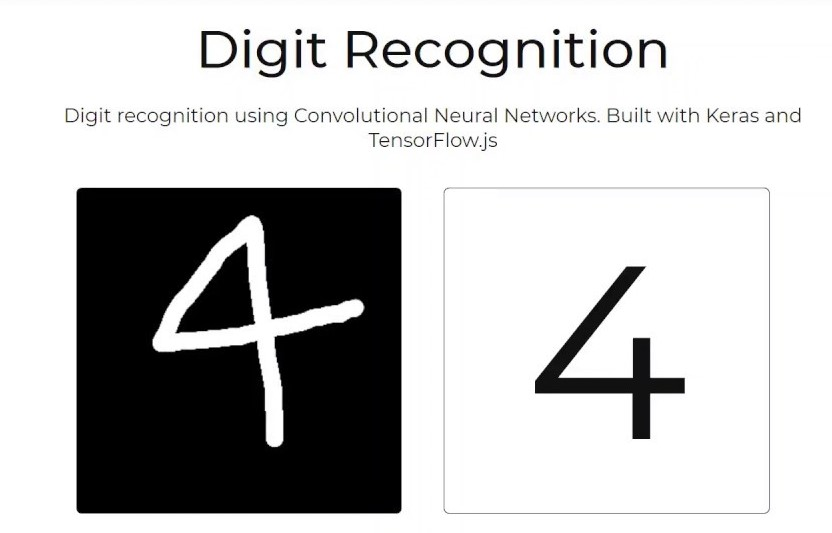 Digit Recognition
Digit recognition using Convolutional Neural Networks. Built with Keras and
TensorFlow.js
4 4